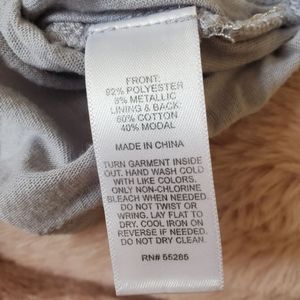 FRONT:
92% POLYESTER
8% METALLIC
LINING & BACK:
60% COTTON
40% MODAL
MADE IN CHINA
TURN GARMENT INSIDE
OUT. HAND WASH COLD
WITH LIKE COLORS.
ONLY NON-CHLORINE
BLEACH WHEN NEEDED.
DO NOT TWIST OR
WRING. LAY FLAT TO
DRY. COOL IRON ON
REVERSE IF NEEDED.
DO NOT DRY CLEAN.
RN# 55285